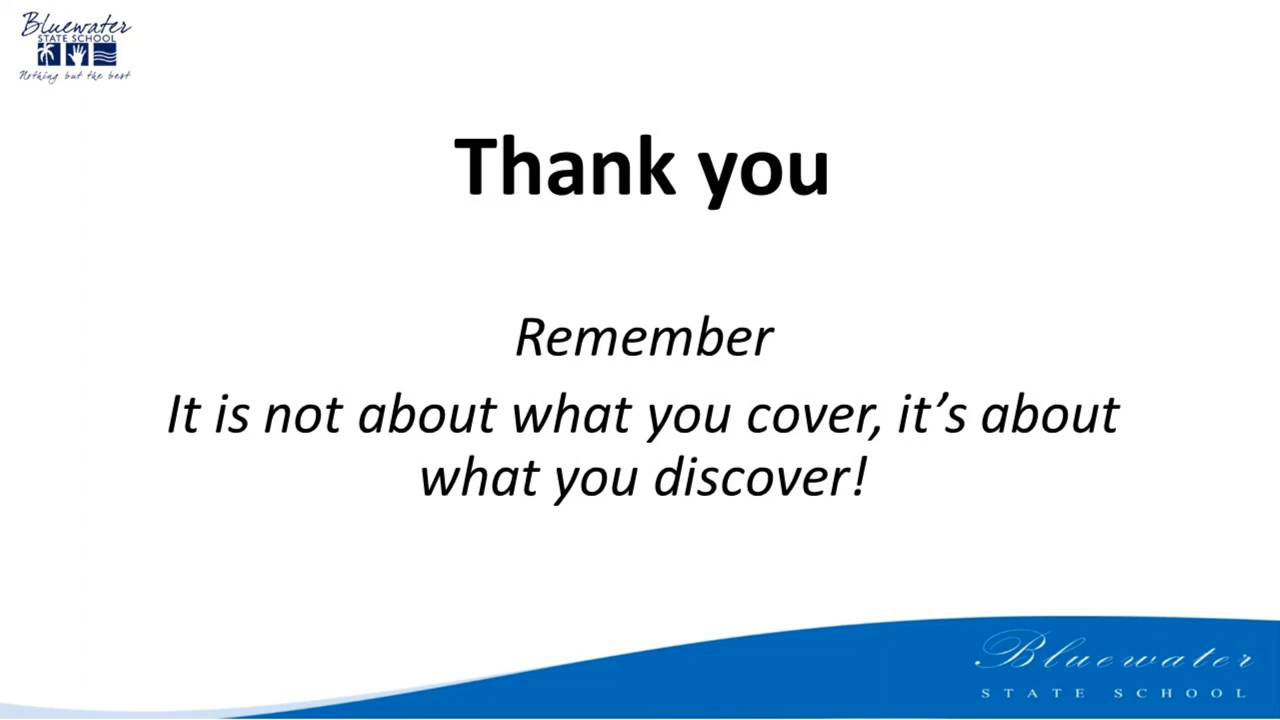 Bluewater
STATE SCHOOL
Nothing but the best
Thank you
Remember
It is not about what you cover, it’s about
what you discover!
Bluewater
STATE SCHOOL